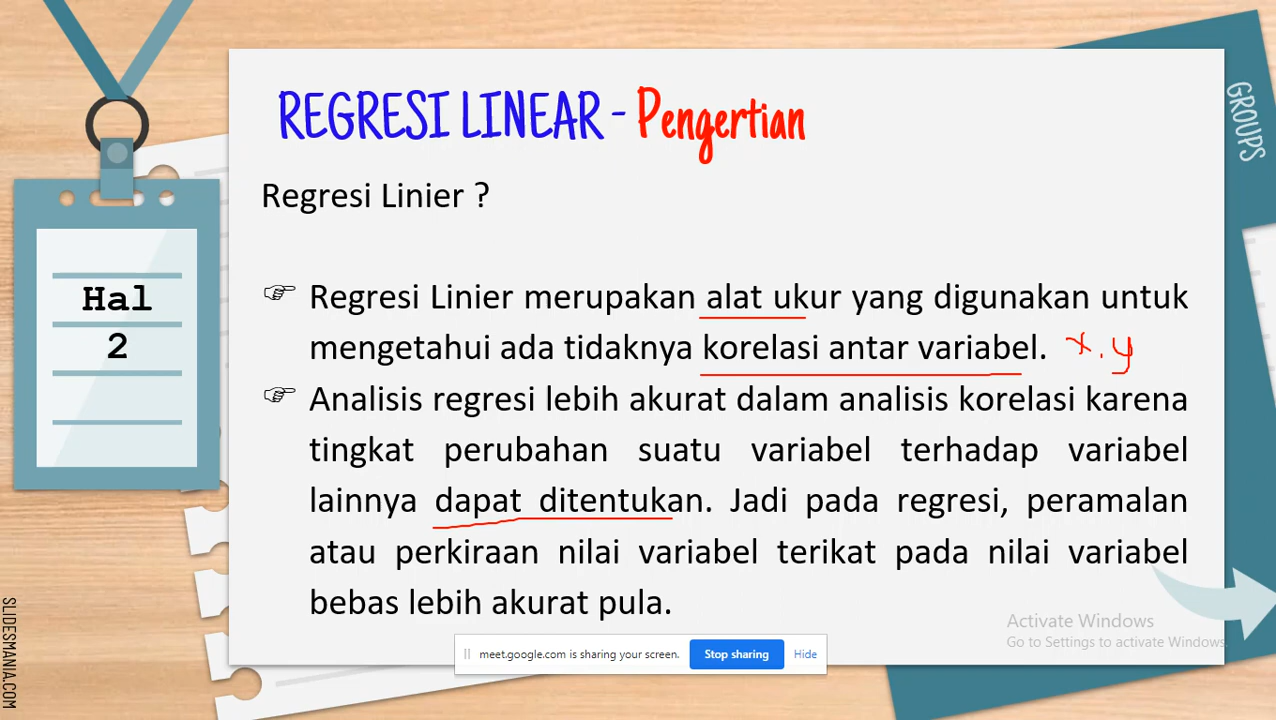 REGRESI LINEAR - Pengertian
GROUPS
Regresi Linier ?
Hal
2
Regresi Linier merupakan alat ukur yang digunakan untuk
mengetahui ada tidaknya korelasi antar variabel. x.y
Analisis regresi lebih akurat dalam analisis korelasi karena
tingkat perubahan suatu variabel terhadap variabel
lainnya dapat ditentukan. Jadi pada regresi, peramalan
atau perkiraan nilai variabel terikat pada nilai variabel
bebas lebih akurat pula.
Activate Windows
Go to Settings to activate Windows.
meet.google.com is sharing your screen. Stop sharing Hide
SLIDESMANIA.COM